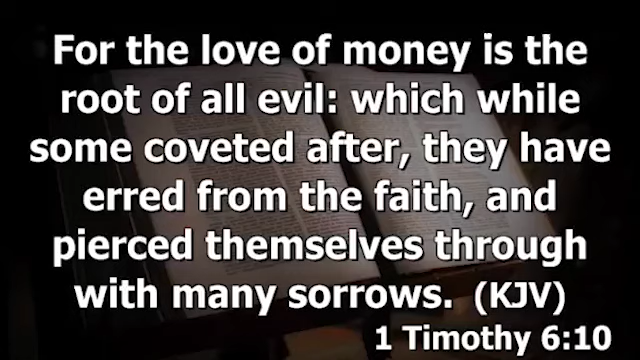 For the love of money is the
root of all evil: which while
some coveted after, they have
erred from the faith, and
pierced themselves through
with many sorrows. (KJV)
1 Timothy 6:10